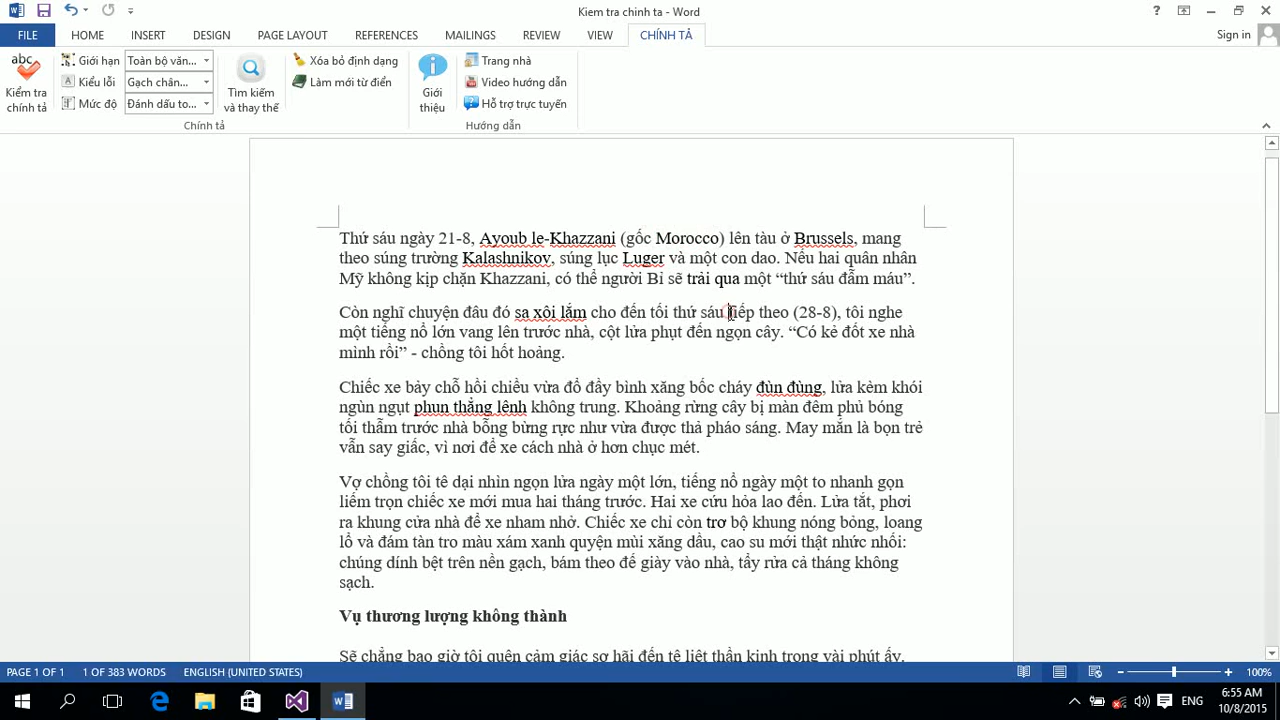 Kiem tra chinh ta - Word
FILE HOME INSERT DESIGN PAGE LAYOUT REFERENCES MAILINGS REVIEW VIEW CHÍNH TẢ Sign in
abc Kiểm tra chính tả
Giới hạn Toàn bộ văn...
Kiểu lỗi Gạch chân...
Mức độ Đánh dấu to...
Tìm kiếm và thay thế
Xóa bỏ định dạng
Làm mới từ điển
Giới thiệu
Trang nhà
Video hướng dẫn
Hỗ trợ trực tuyến
Chính tả Hướng dẫn
Thứ sáu ngày 21-8, Ayoub le-Khazzani (gốc Morocco) lên tàu ở Brussels, mang
theo súng trường Kalashnikov, súng lục Luger và một con dao. Nếu hai quân nhân
Mỹ không kịp chặn Khazzani, có thể người Bỉ sẽ trải qua một “thứ sáu đẫm máu”.
Còn nghĩ chuyện đâu đó sa xôi lắm cho đến tối thứ sáu tiếp theo (28-8), tôi nghe
một tiếng nổ lớn vang lên trước nhà, cột lửa phụt đến ngọn cây. “Có kẻ đốt xe nhà
mình rồi” - chồng tôi hốt hoảng.
Chiếc xe bảy chỗ hồi chiều vừa đổ đầy bình xăng bốc cháy đùn đùng, lửa kèm khói
ngùn ngụt phun thẳng lênh không trung. Khoảng rừng cây bị màn đêm phủ bóng
tối thẫm trước nhà bỗng bừng rực như vừa được thả pháo sáng. May mắn là bọn trẻ
vẫn say giấc, vì nơi để xe cách nhà ở hơn chục mét.
Vợ chồng tôi tê dại nhìn ngọn lửa ngày một lớn, tiếng nổ ngày một to nhanh gọn
liếm trọn chiếc xe mới mua hai tháng trước. Hai xe cứu hỏa lao đến. Lửa tắt, phơi
ra khung cửa nhà để xe nham nhở. Chiếc xe chỉ còn trơ bộ khung nóng bỏng, loang
lổ và đám tàn tro màu xám xanh quyện mùi xăng dầu, cao su mới thật nhức nhối:
chúng dính bệt trên nền gạch, bám theo đế giày vào nhà, tẩy rửa cả tháng không
sạch.
Vụ thương lượng không thành
Sẽ chẳng bao giờ tôi quên cảm giác sợ hãi đến tê liệt thần kinh trong vài phút ấy,
PAGE 1 OF 1 1 OF 383 WORDS ENGLISH (UNITED STATES) 100%
ENG 6:55 AM
10/8/2015